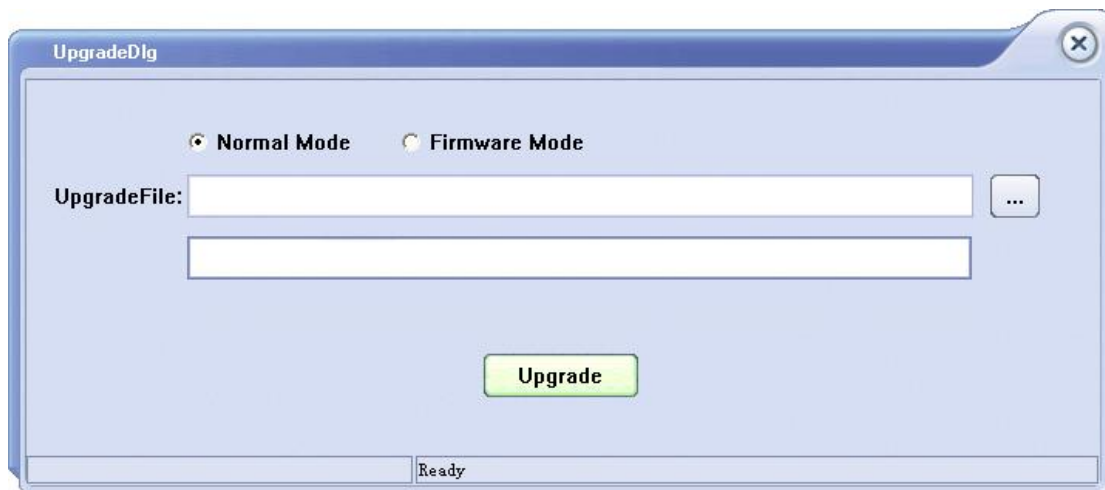 UpgradeDlg
Normal Mode Firmware Mode
UpgradeFile: ...
Upgrade
Ready